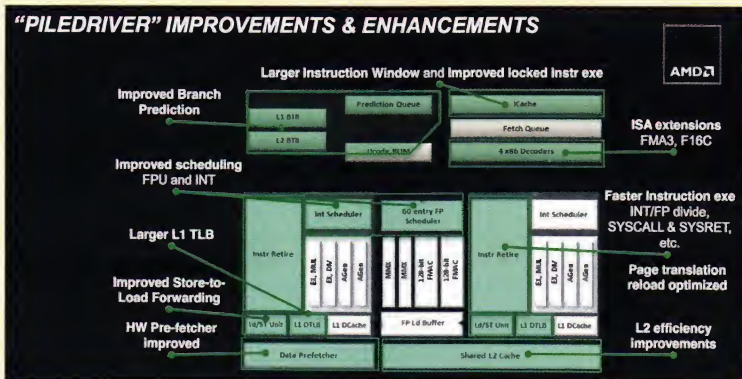 "PILEDRIVER" IMPROVEMENTS & ENHANCEMENTS
AMD
Larger Instruction Window and Improved locked Instr exe
Improved Branch
Prediction
Prediction Queue
ICache
L1 BTB
Fetch Queue
ISA extensions
FMA3, F16C
L2 BTB
Ucode ROM
4 x86 Decoders
Improved scheduling
FPU and INT
Int Scheduler
60 entry FP
Scheduler
Int Scheduler
Faster Instruction exe
INT/FP divide,
SYSCALL & SYSRET,
etc.
Larger L1 TLB
Instr Retire
EX, MUL
EX, DIV
AGen
AGen
MMX
MMX
128-bit
FMAC
128-bit
FMAC
Instr Retire
EX, MUL
EX, DIV
AGen
AGen
Page translation
reload optimized
Improved Store-to-
Load Forwarding
Ld/ST Unit
L1 DTLB
L1 DCache
FP Ld Buffer
Ld/ST Unit
L1 DTLB
L1 DCache
HW Pre-fetcher
improved
Data Prefetcher
Shared L2 Cache
L2 efficiency
improvements